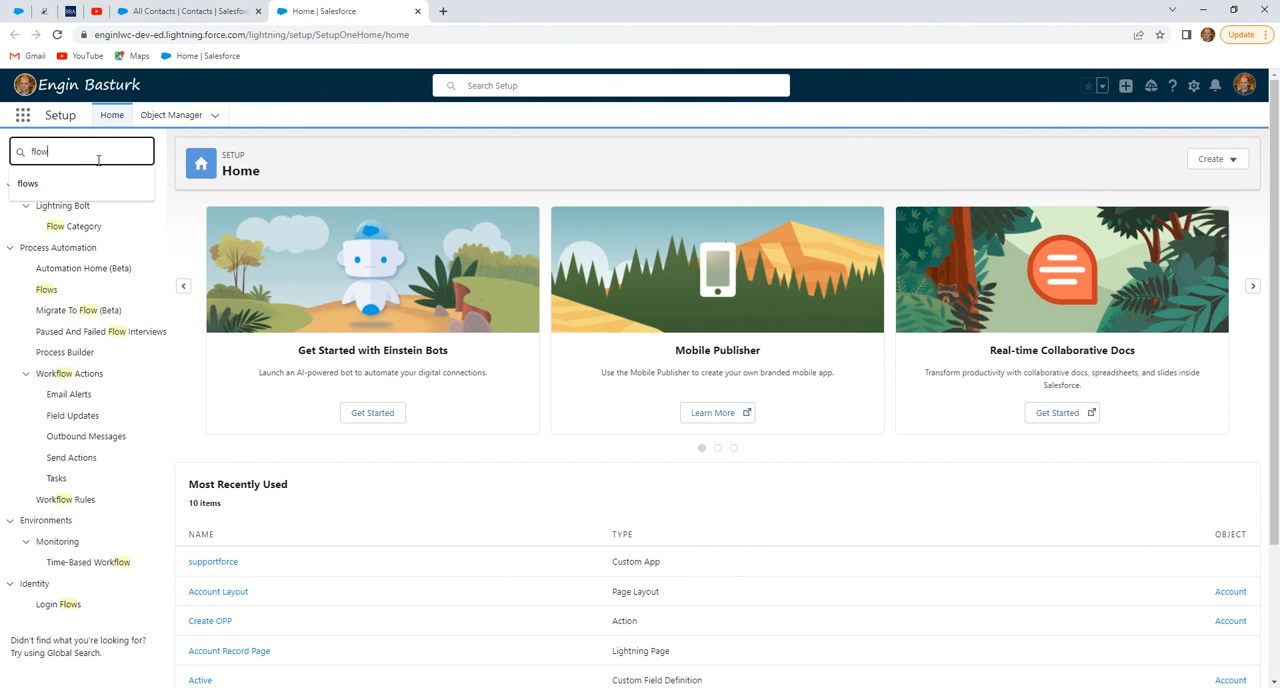 SSA
All Contacts | Contacts | Salesforc
Home | Salesforce
enginlwc-dev-ed.lightning.force.com/lightning/setup/SetupOneHome/home
Update
Gmail
YouTube
Maps
Home | Salesforce
Engin Basturk
Search Setup
Setup
Home
Object Manager
flow
flows
Lightning Bolt
Flow Category
Process Automation
Automation Home (Beta)
Flows
Migrate To Flow (Beta)
Paused And Failed Flow Interviews
Process Builder
Workflow Actions
Email Alerts
Field Updates
Outbound Messages
Send Actions
Tasks
Workflow Rules
Environments
Monitoring
Time-Based Workflow
Identity
Login Flows
Didn't find what you're looking for?
Try using Global Search.
SETUP
Home
Create
Get Started with Einstein Bots
Launch an AI-powered bot to automate your digital connections.
Get Started
Mobile Publisher
Use the Mobile Publisher to create your own branded mobile app.
Learn More
Real-time Collaborative Docs
Transform productivity with collaborative docs, spreadsheets, and slides inside
Salesforce.
Get Started
Most Recently Used
10 items
NAME TYPE OBJECT
supportforce Custom App
Account Layout Page Layout Account
Create OPP Action Account
Account Record Page Lightning Page
Active Custom Field Definition Account